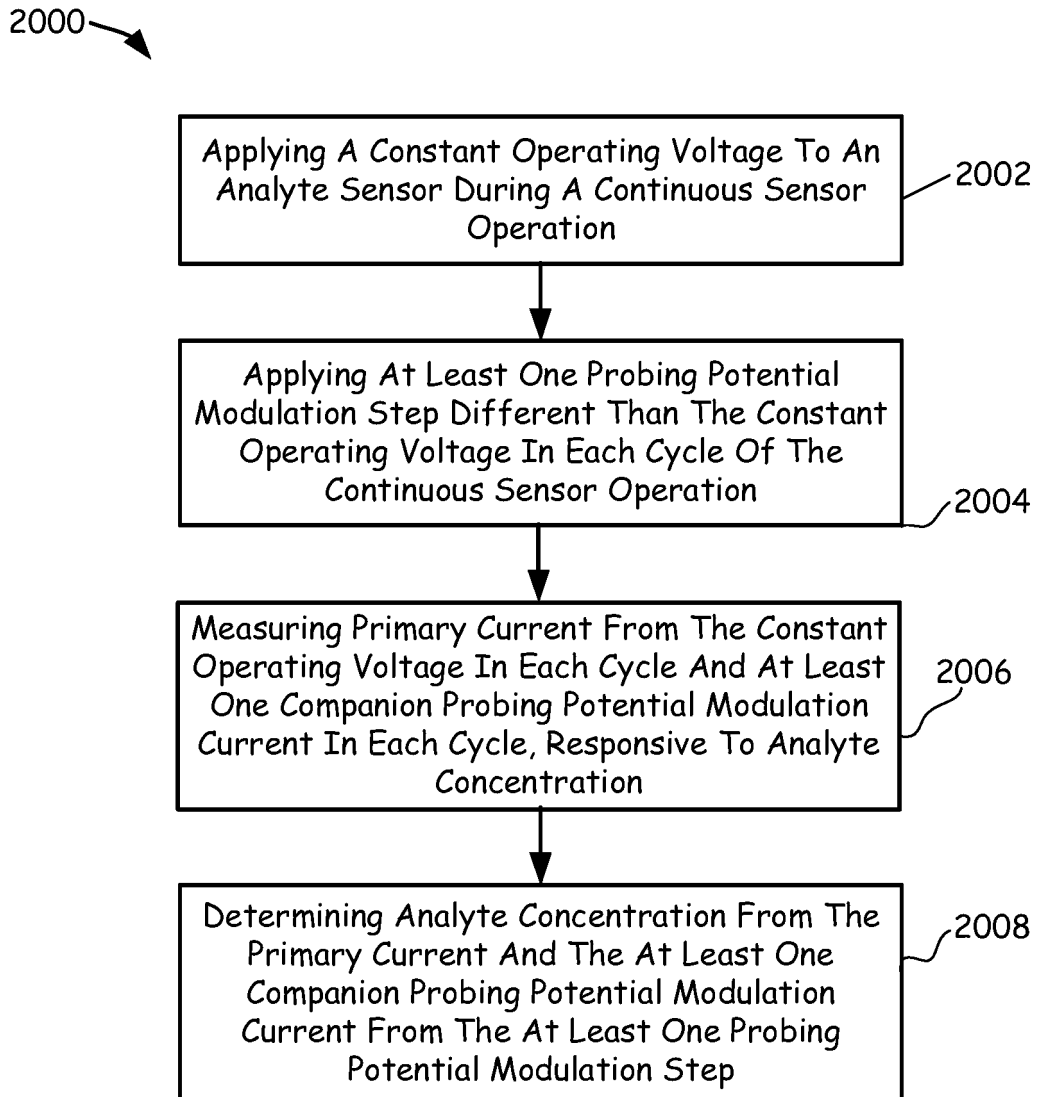 2000
Applying A Constant Operating Voltage To An
Analyte Sensor During A Continuous Sensor
Operation
2002
Applying At Least One Probing Potential
Modulation Step Different Than The Constant
Operating Voltage In Each Cycle Of The
Continuous Sensor Operation
2004
Measuring Primary Current From The Constant
Operating Voltage In Each Cycle And At Least
One Companion Probing Potential Modulation
Current In Each Cycle, Responsive To Analyte
Concentration
2006
Determining Analyte Concentration From The
Primary Current And The At Least One
Companion Probing Potential Modulation
Current From The At Least One Probing
Potential Modulation Step
2008